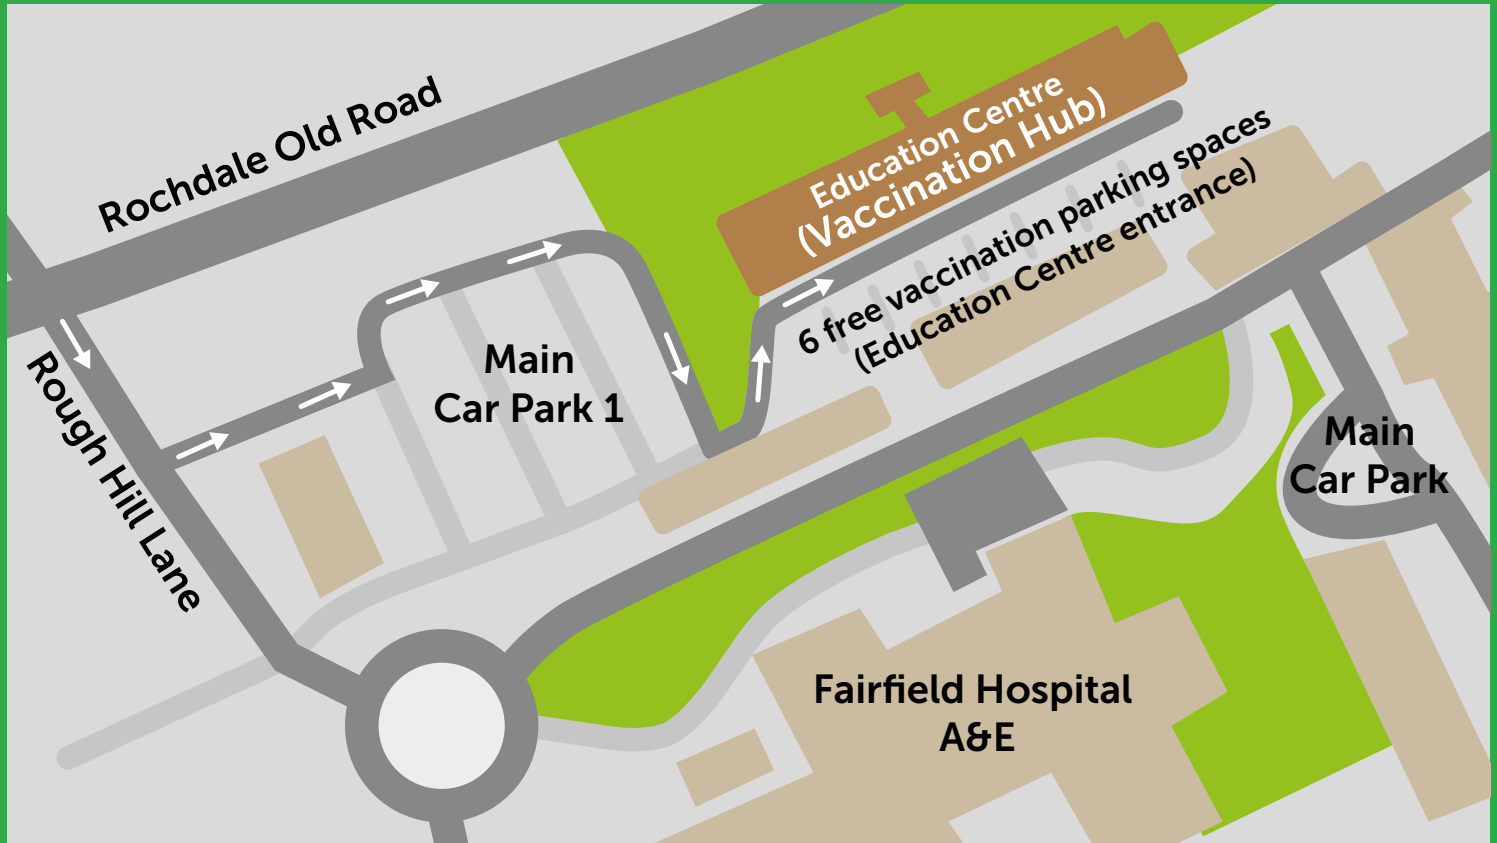 Rochdale Old Road
Education Centre
(Vaccination Hub)
6 free vaccination parking spaces
(Education Centre entrance)
Main
Car Park 1
Rough Hill Lane
Main
Car Park
Fairfield Hospital
A&E